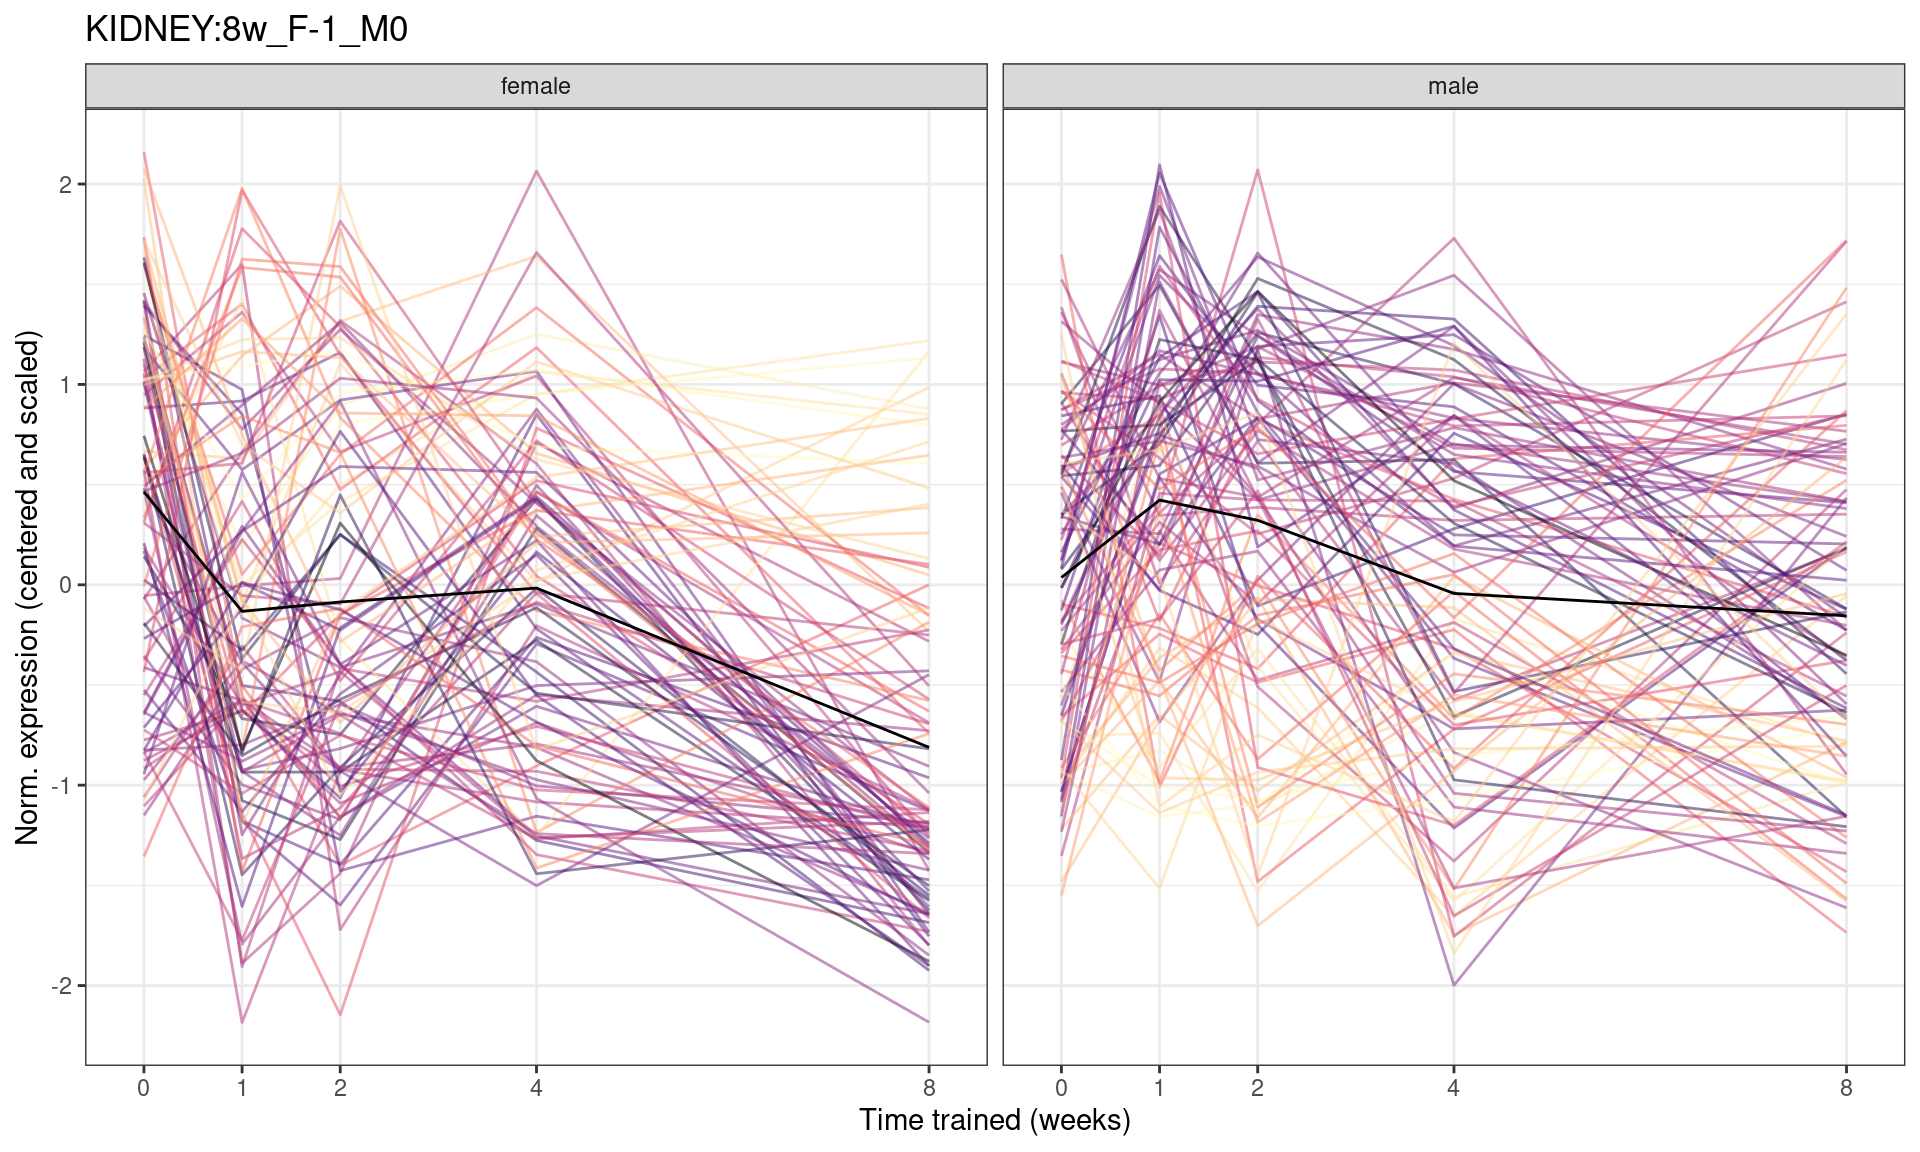 KIDNEY:8w_F-1_M0
female
male
Norm. expression (centered and scaled)
2
1
0
-1
-2
0 1 2 4 8
0 1 2 4 8
Time trained (weeks)